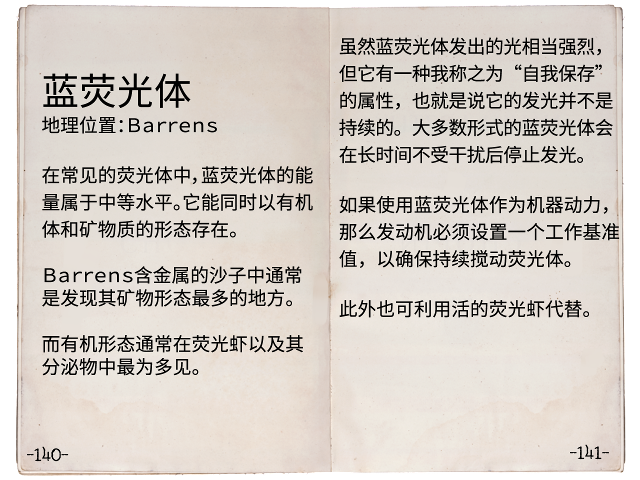 蓝荧光体
地理位置：Barrens
在常见的荧光体中，蓝荧光体的能
量属于中等水平。它能同时以有机
体和矿物质的形态存在。
Barrens含金属的沙子中通常
是发现其矿物形态最多的地方。
而有机形态通常在荧光虾以及其
分泌物中最为多见。
-140-
虽然蓝荧光体发出的光相当强烈，
但它有一种我称之为“自我保存”
的属性，也就是说它的发光并不是
持续的。大多数形式的蓝荧光体会
在长时间不受干扰后停止发光。
如果使用蓝荧光体作为机器动力，
那么发动机必须设置一个工作基准
值，以确保持续搅动荧光体。
此外也可利用活的荧光虾代替。
-141-